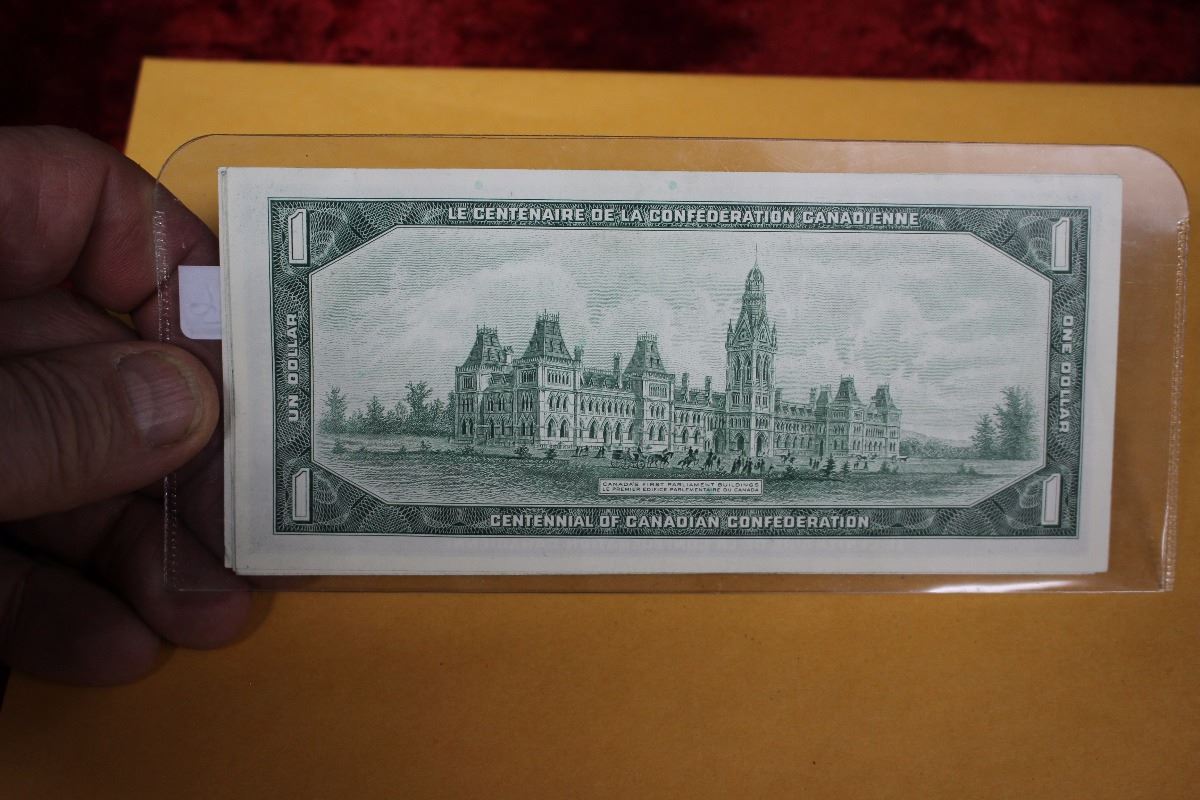 LE CENTENAIRE DE LA CONFEDERATION CANADIENNE
1
1
UN DOLLAR
ONE DOLLAR
CANADA'S FIRST PARLIAMENT BUILDINGS
LE PREMIER EDIFICE PARLEMENTAIRE DU CANADA
1
1
CENTENNIAL OF CANADIAN CONFEDERATION